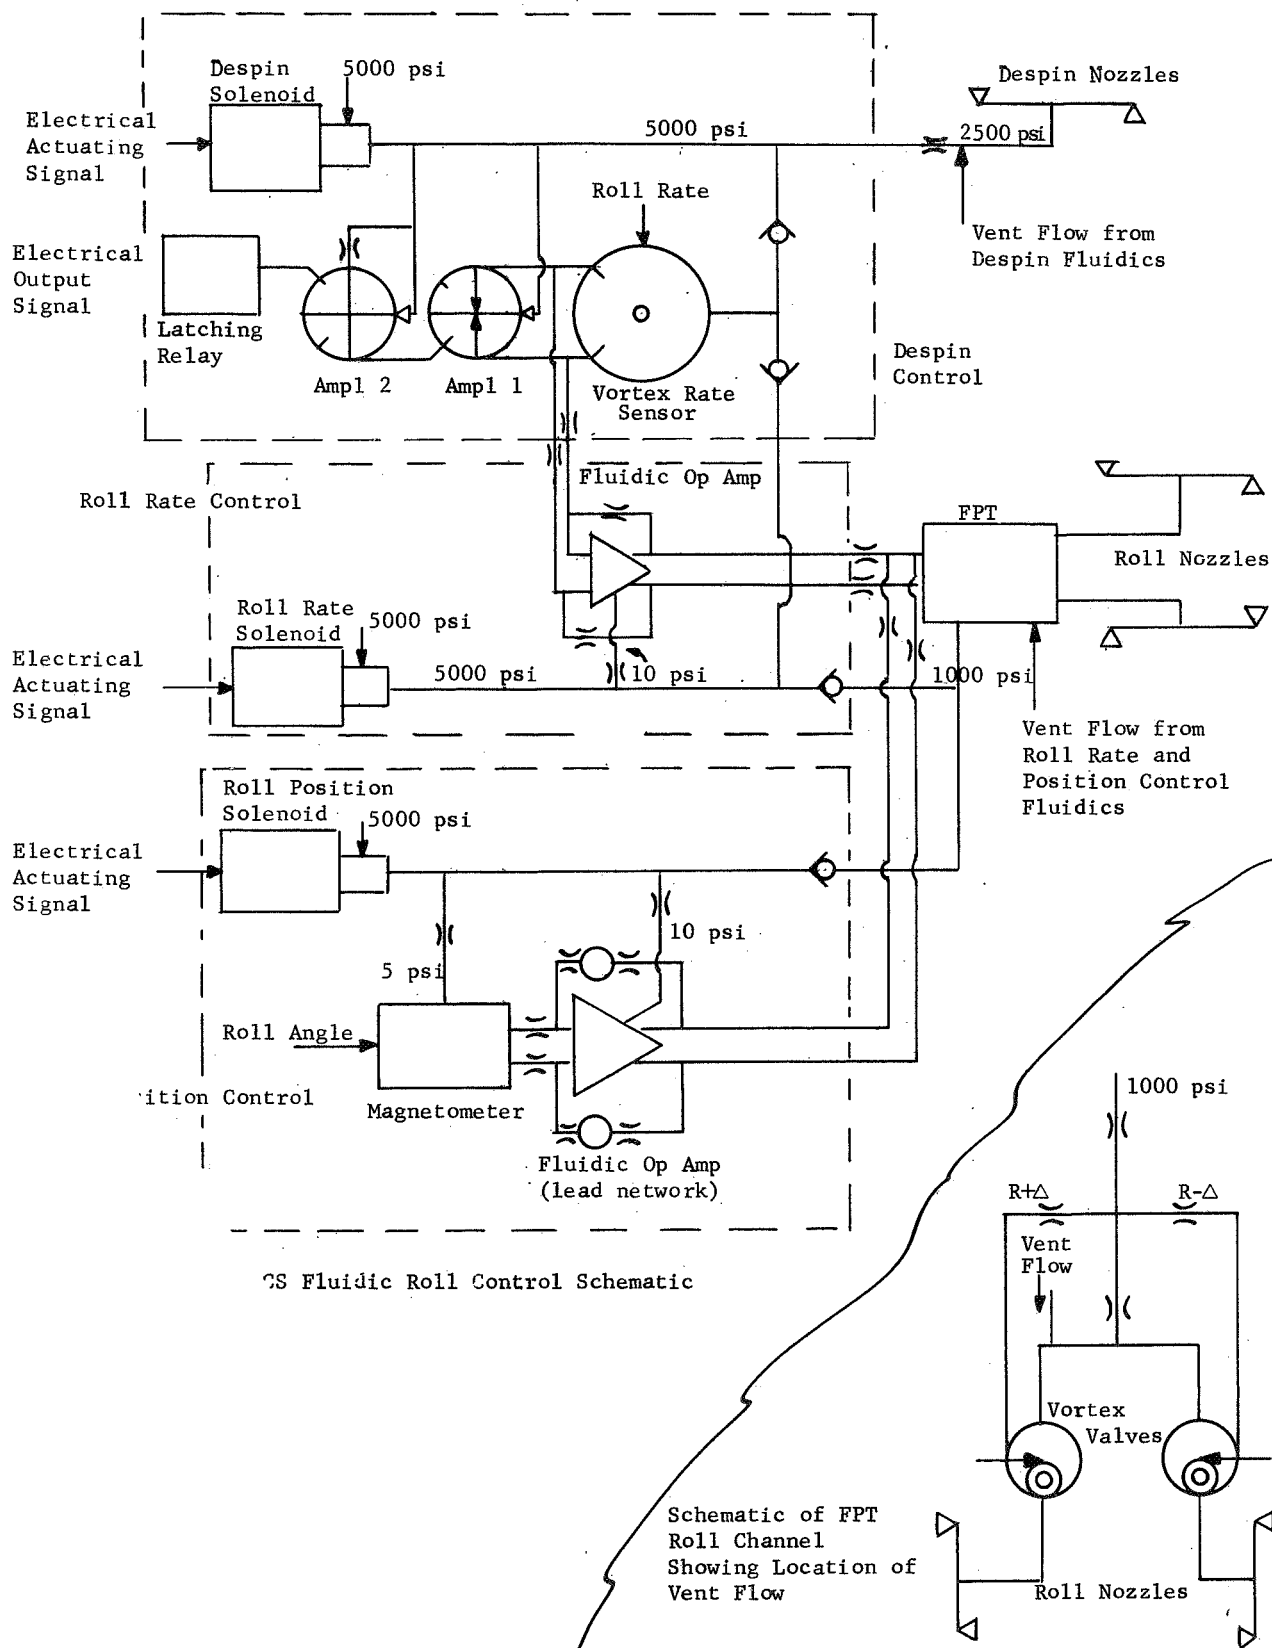 Despin
Solenoid
5000 psi
Electrical
Actuating
Signal
5000 psi
Despin Nozzles
2500 psi
Roll Rate
Vent Flow from
Despin Fluidics
Electrical
Output
Signal
Latching
Relay
Ampl 2
Ampl 1
Vortex Rate
Sensor
Despin
Control
Roll Rate Control
Fluidic Op Amp
FPT
Roll Nozzles
Roll Rate
Solenoid
5000 psi
Electrical
Actuating
Signal
5000 psi
10 psi
1000 psi
Vent Flow from
Roll Rate and
Position Control
Fluidics
Roll Position
Solenoid
5000 psi
Electrical
Actuating
Signal
10 psi
5 psi
Roll Angle
ition Control
Magnetometer
Fluidic Op Amp
(lead network)
CS Fluidic Roll Control Schematic
1000 psi
R+△
R-△
Vent
Flow
Vortex
Valves
Schematic of FPT
Roll Channel
Showing Location of
Vent Flow
Roll Nozzles